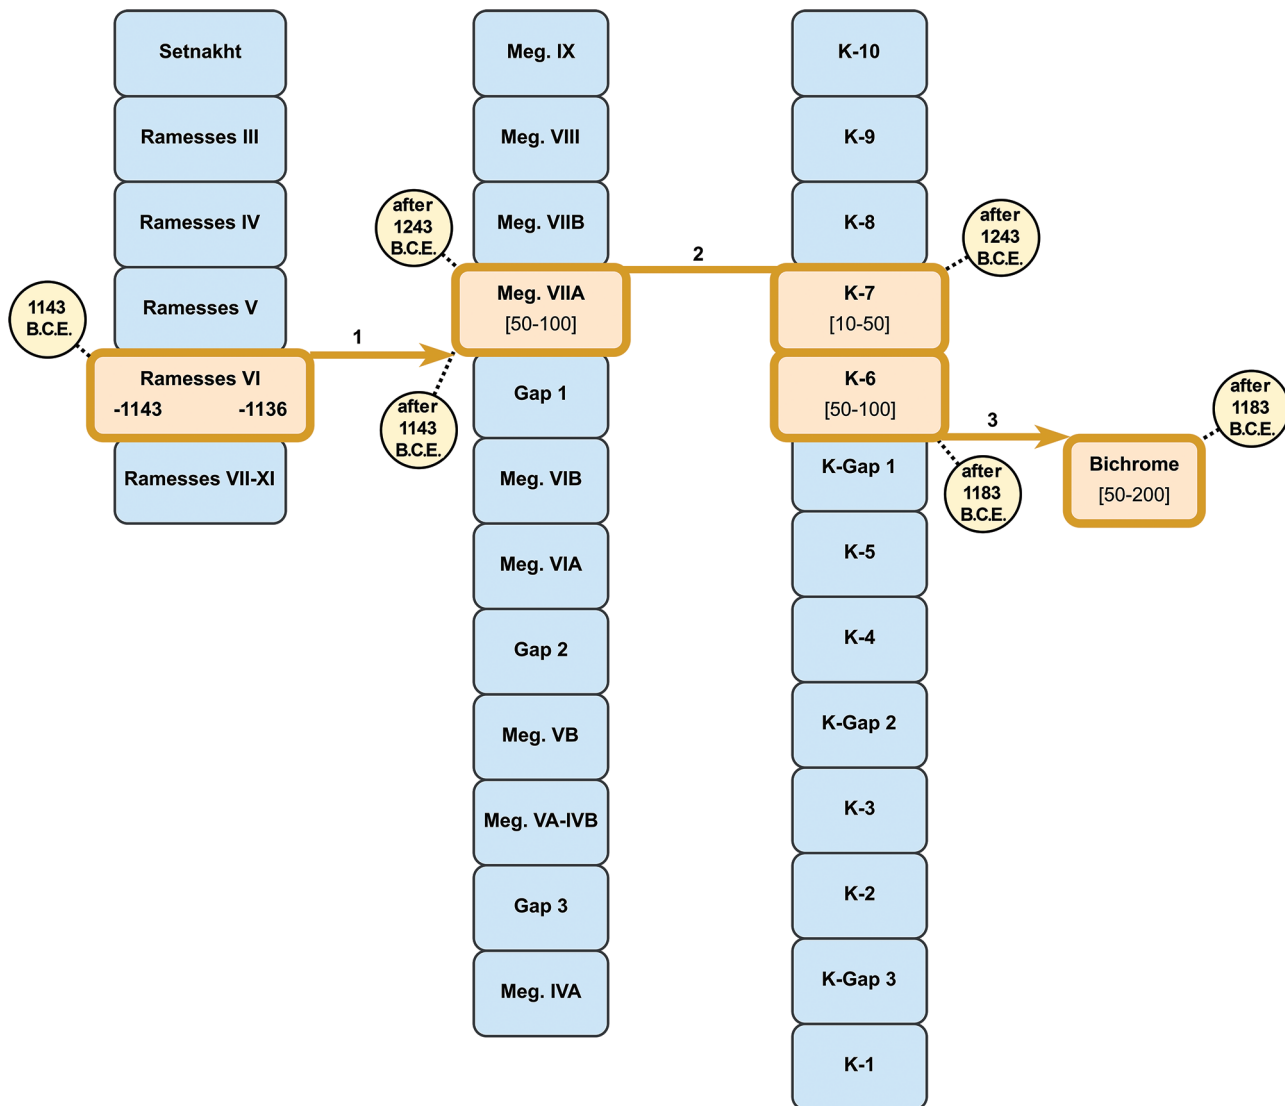 Setnakht
Ramesses III
Ramesses IV
Ramesses V
1143
B.C.E.
Ramesses VI
-1143 -1136
Ramesses VII-XI
1
Meg. IX
Meg. VIII
Meg. VIIB
after
1243
B.C.E.
Meg. VIIA
[50-100]
after
1143
B.C.E.
Gap 1
Meg. VIB
Meg. VIA
Gap 2
Meg. VB
Meg. VA-IVB
Gap 3
Meg. IVA
2
K-10
K-9
K-8
after
1243
B.C.E.
K-7
[10-50]
K-6
[50-100]
after
1183
B.C.E.
K-Gap 1
K-5
K-4
K-Gap 2
K-3
K-2
K-Gap 3
K-1
3
after
1183
B.C.E.
Bichrome
[50-200]